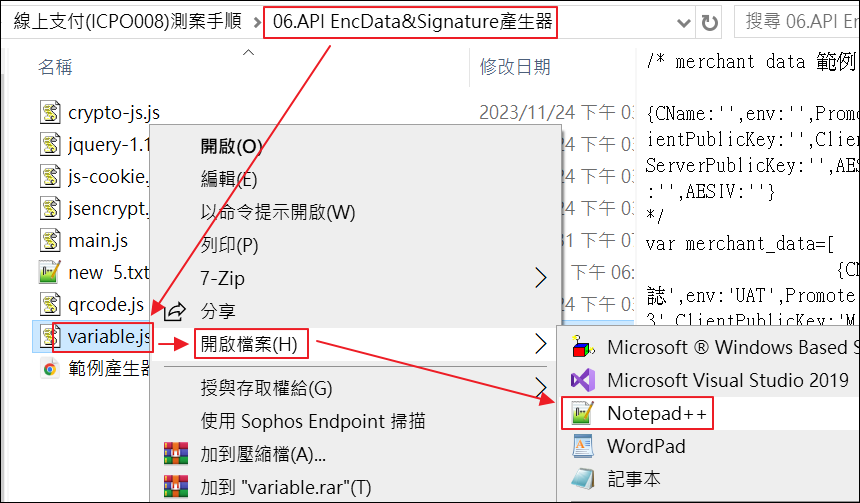 線上支付(ICPO008)測案手順 > 06.API EncData&Signature產生器
搜尋 06.API En
名稱
修改日期
crypto-js.js
2023/11/24 下午 03
jquery-1.1
24 下午 03
js-cookie.
24 下午 03
jsencrypt.
24 下午 03
main.js
31 下午 07
new 5.txt
下午 06:
qrcode.js
24 下午 03
variable.js
範例產生器
開啟(O)
編輯(E)
以命令提示開啟(W)
列印(P)
7-Zip
分享
開啟檔案(H)
授與存取權給(G)
使用 Sophos Endpoint 掃描
加到壓縮檔(A)...
加到 "variable.rar"(T)
Microsoft ® Windows Based S
Microsoft Visual Studio 2019
Notepad++
WordPad
記事本
/* merchant data 範例
{CName:'',env:'',Promo
ientPublicKey:'',Clie
ServerPublicKey:'',AES
:'',AESIV:''}
*/
var merchant_data=[
{CN
誌',env:'UAT',Promote
3',ClientPublicKey:'M